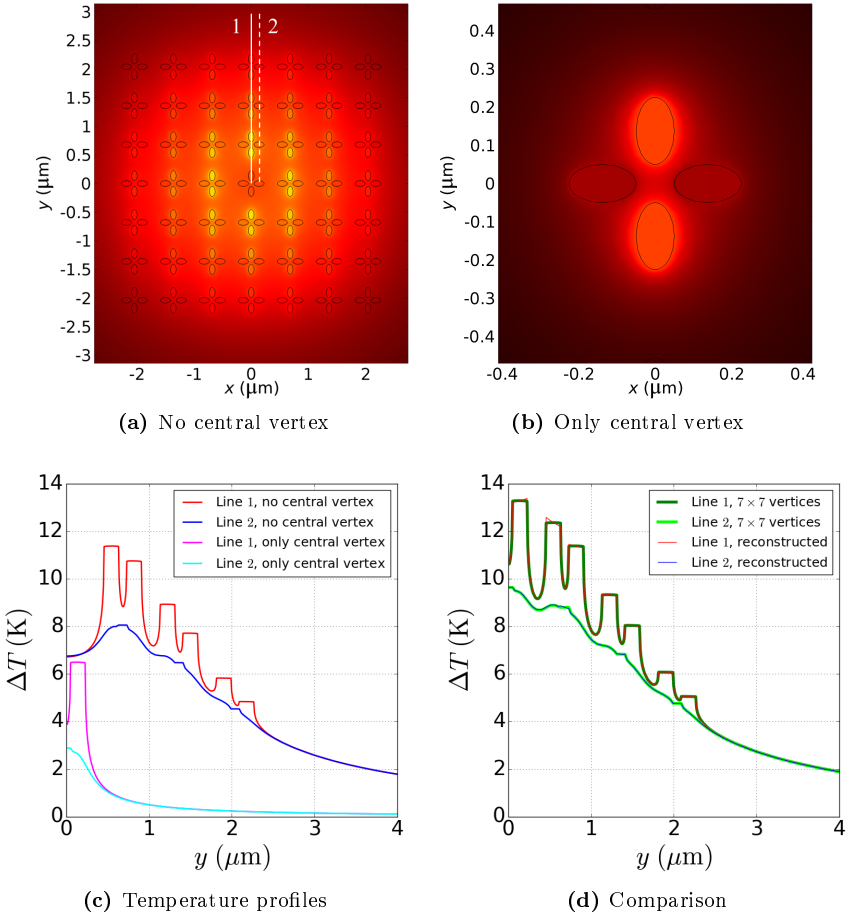 3
2.5
2
1.5
1
0.5
0
-0.5
-1
-1.5
-2
-2.5
-3
y (µm)
1 2
-2 -1 0 1 2
x (µm)
(a) No central vertex
0.4
0.3
0.2
0.1
0
-0.1
-0.2
-0.3
-0.4
y (µm)
-0.4 -0.2 0 0.2 0.4
x (µm)
(b) Only central vertex
14
12
10
8
6
4
2
0
ΔT (K)
Line 1, no central vertex
Line 2, no central vertex
Line 1, only central vertex
Line 2, only central vertex
0 1 2 3 4
y (µm)
(c) Temperature profiles
14
12
10
8
6
4
2
0
ΔT (K)
Line 1, 7 × 7 vertices
Line 2, 7 × 7 vertices
Line 1, reconstructed
Line 2, reconstructed
0 1 2 3 4
y (µm)
(d) Comparison